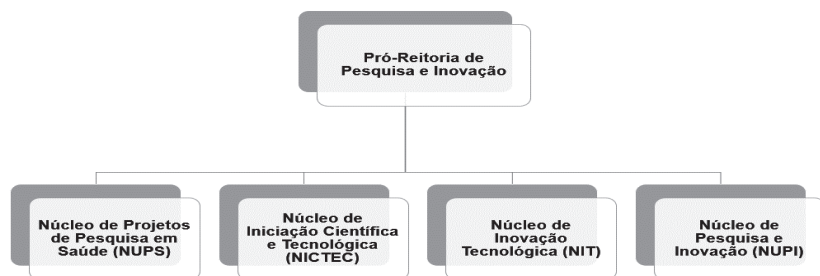 Pró-Reitoria de
Pesquisa e Inovação
Núcleo de Projetos
de Pesquisa em
Saúde (NUPS)
Núcleo de
Iniciação Científica
e Tecnológica
(NICTEC)
Núcleo de
Inovação
Tecnológica (NIT)
Núcleo de
Pesquisa e
Inovação (NUPI)